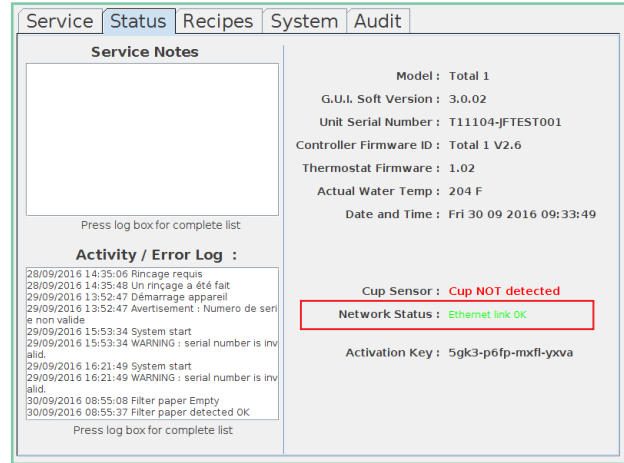 Service Status Recipes System Audit
Service Notes
Press log box for complete list
Activity / Error Log :
28/09/2016 14:35:06 Rincage requis
28/09/2016 14:35:48 Un rinçage a été fait
29/09/2016 13:52:47 Démarrage appareil
29/09/2016 13:52:47 Avertisement : Numero de seri
e non valide
29/09/2016 15:53:34 System start
29/09/2016 15:53:34 WARNING : serial number is inv
alid.
29/09/2016 16:21:49 System start
29/09/2016 16:21:49 WARNING : serial number is inv
alid.
30/09/2016 08:55:08 Filter paper Empty
30/09/2016 08:55:37 Filter paper detected OK
Press log box for complete list
Model : Total 1
G.U.I. Soft Version : 3.0.02
Unit Serial Number : T11104-JFTEST001
Controller Firmware ID : Total 1 V2.6
Thermostat Firmware : 1.02
Actual Water Temp : 204 F
Date and Time : Fri 30 09 2016 09:33:49
Cup Sensor : Cup NOT detected
Network Status : Ethernet link OK
Activation Key : 5gk3-p6fp-mxfl-yxva